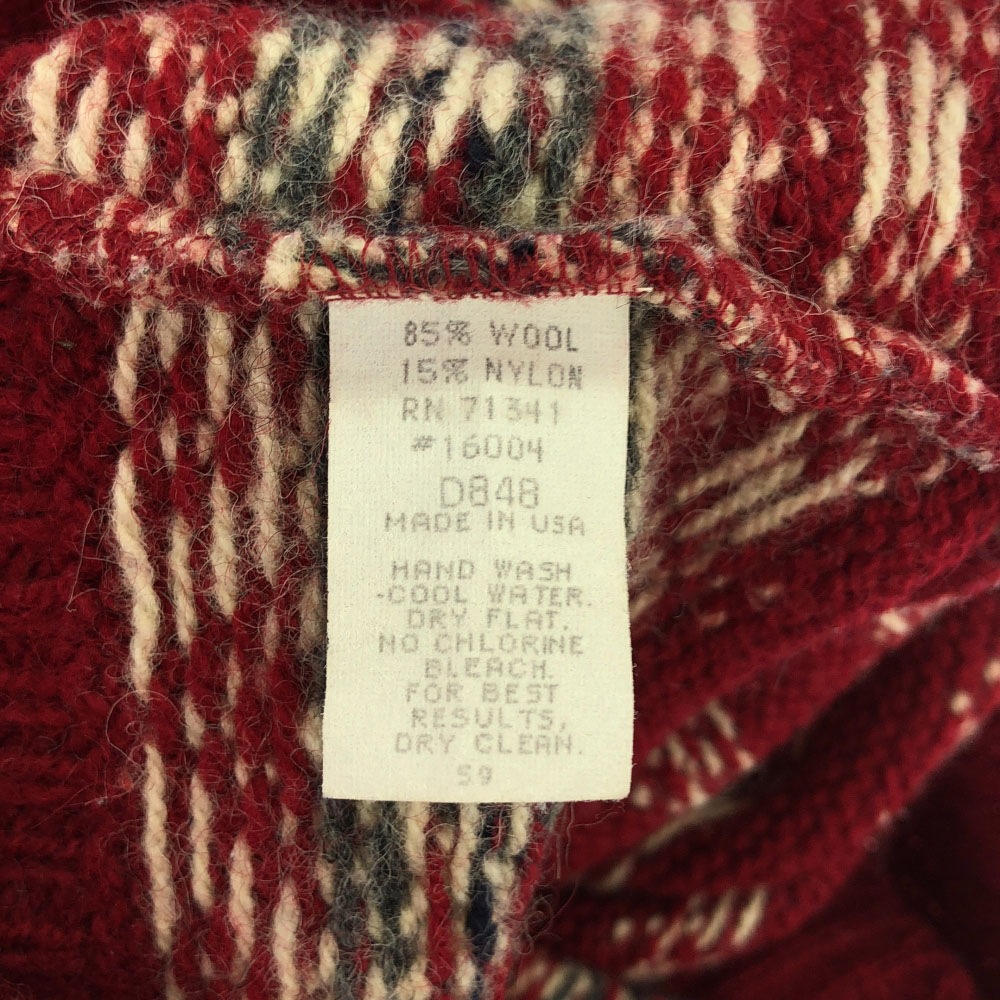 85% WOOL
15% NYLON
RN 71341
#16004
D848
MADE IN USA
HAND WASH
-COOL WATER.
DRY FLAT.
NO CHLORINE
BLEACH.
FOR BEST
RESULTS,
DRY CLEAN.
59